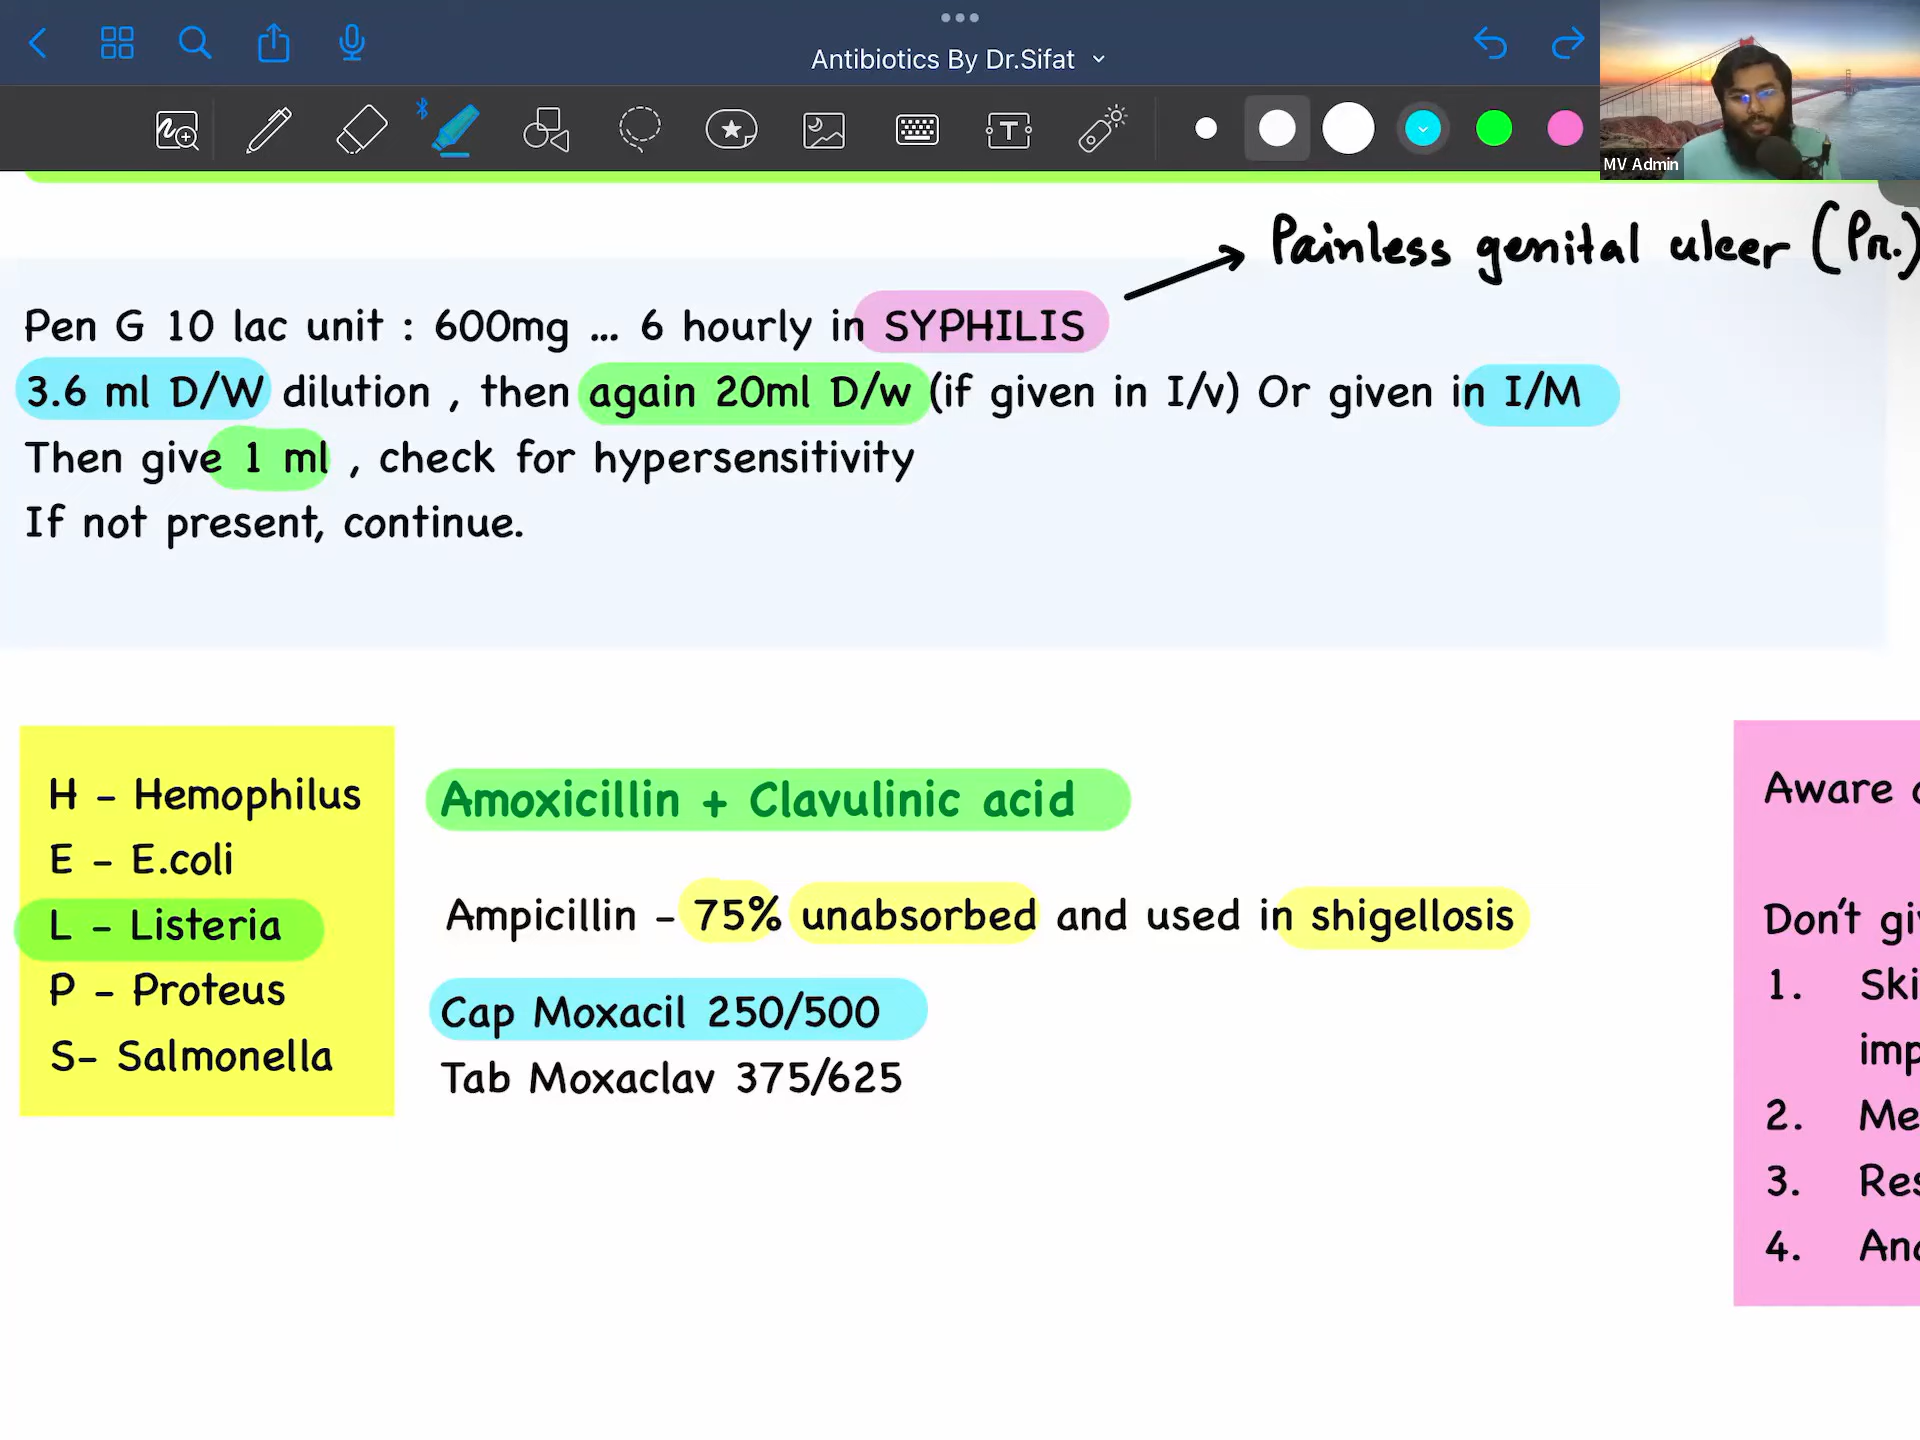 Antibiotics By Dr.Sifat
MV Admin
Painless genital ulcer (Pr.)
Pen G 10 lac unit : 600mg ... 6 hourly in SYPHILIS
3.6 ml D/W dilution , then again 20ml D/w (if given in I/v) Or given in I/M
Then give 1 ml , check for hypersensitivity
If not present, continue.
H - Hemophilus
E - E.coli
L - Listeria
P - Proteus
S- Salmonella
Amoxicillin + Clavulinic acid
Ampicillin - 75% unabsorbed and used in shigellosis
Cap Moxacil 250/500
Tab Moxaclav 375/625
Aware
Don't
1.
2.
3.
4.